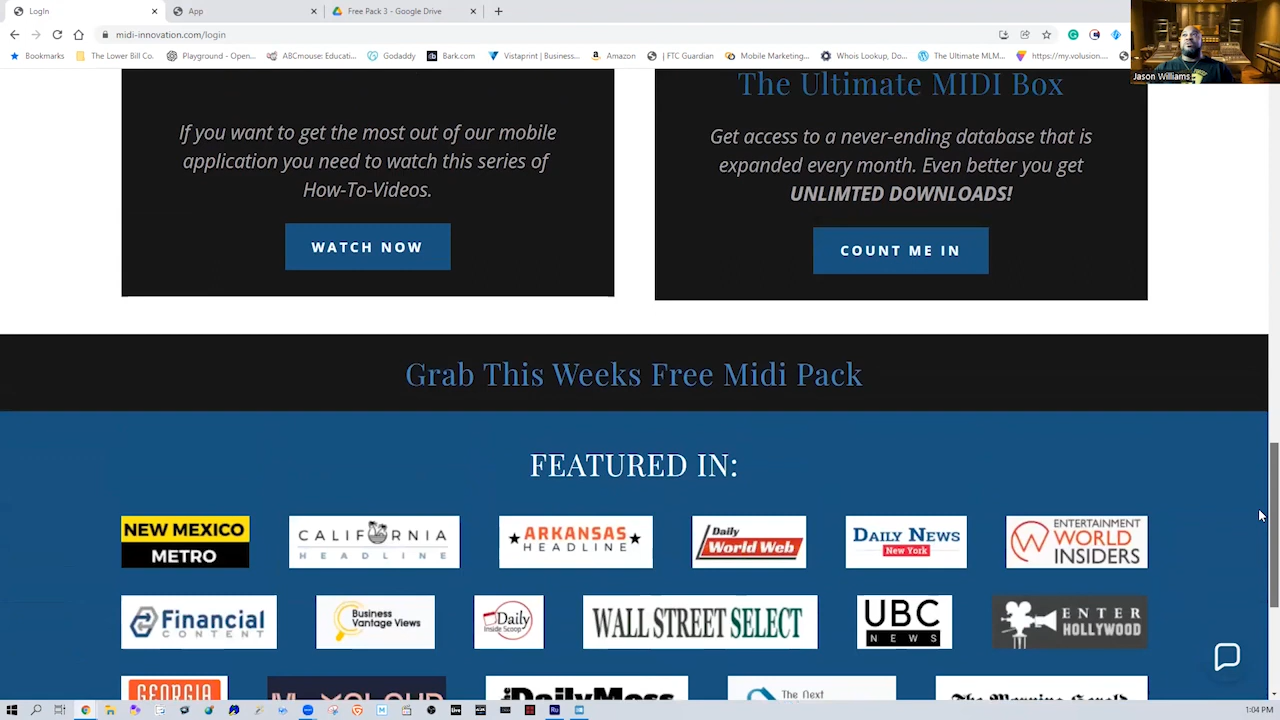 LogIn
App
Free Pack 3 - Google Drive
midi-innovation.com/login
Bookmarks
The Lower Bill Co.
Playground - Open...
ABCmouse: Educati...
Godaddy
Bark.com
Vistaprint | Business...
Amazon
| FTC Guardian
Mobile Marketing...
Whois Lookup, Do...
The Ultimate MLM...
https://my.volusion....
Jason Williams
If you want to get the most out of our mobile
application you need to watch this series of
How-To-Videos.
WATCH NOW
The Ultimate MIDI Box
Get access to a never-ending database that is
expanded every month. Even better you get
UNLIMTED DOWNLOADS!
COUNT ME IN
Grab This Weeks Free Midi Pack
FEATURED IN:
NEW MEXICO
METRO
CALIFORNIA
HEADLINE
ARKANSAS
HEADLINE
Daily
World Web
DAILY NEWS
New York
ENTERTAINMENT
WORLD
INSIDERS
Financial
CONTENT
Business
Vantage Views
Daily
Inside Scoop
WALL STREET SELECT
UBC
NEWS
ENTER
HOLLYWOOD
GEORGIA
The Next
1:04 PM